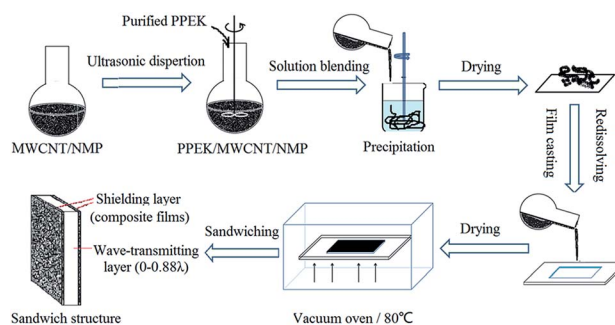 Purified PPEK
Ultrasonic dispertion
Solution blending
Drying
MWCNT/NMP
PPEK/MWCNT/NMP
Precipitation
Redissolving
Film casting
Shielding layer
(composite films)
Wave-transmitting
layer (0-0.88λ)
Sandwiching
Drying
Sandwich structure
Vacuum oven / 80℃